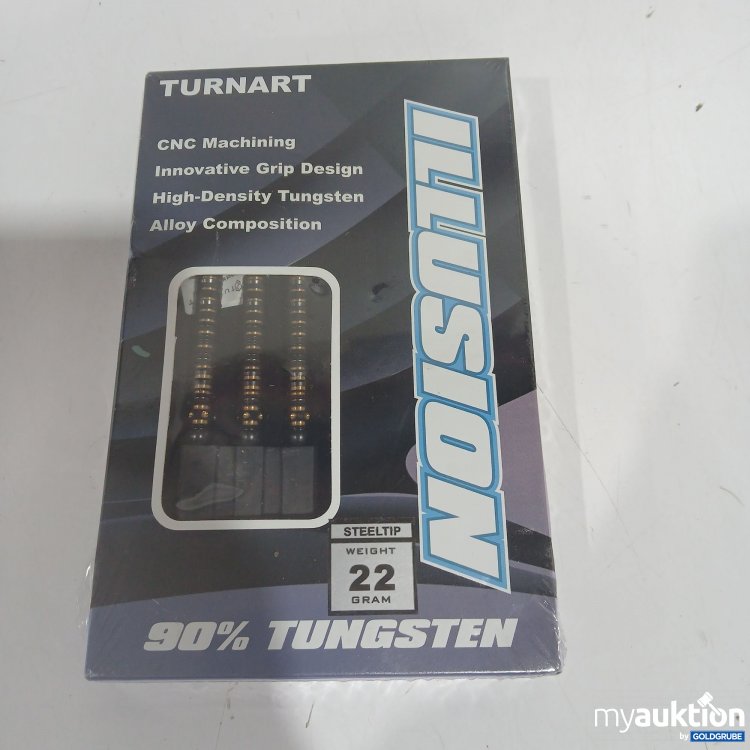 TURNART
CNC Machining
Innovative Grip Design
High-Density Tungsten
Alloy Composition
ILLUSION
STEELTIP
WEIGHT
22
GRAM
90% TUNGSTEN
myauktion
by GOLDGRUBE